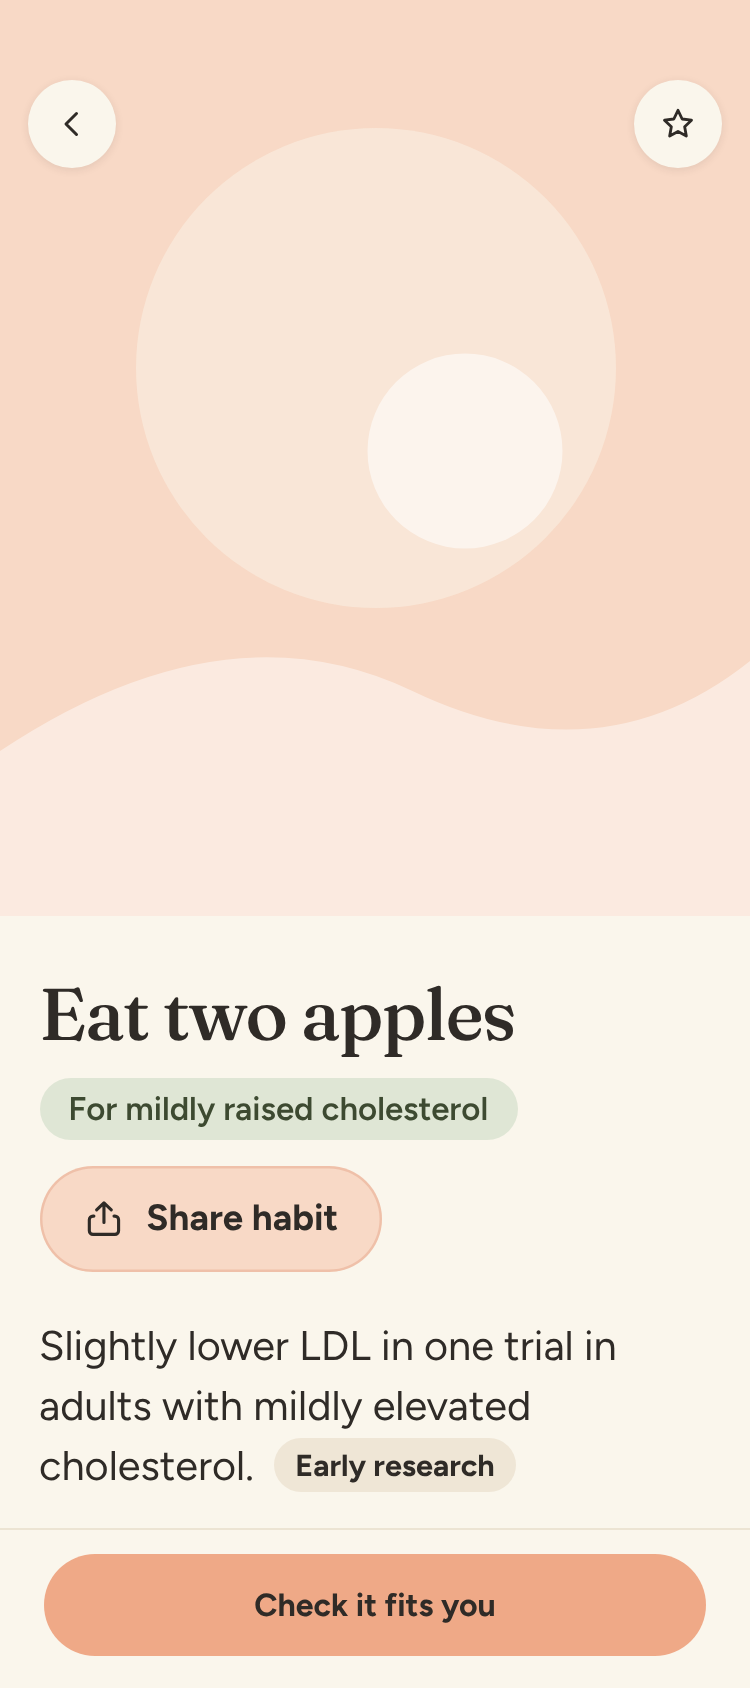 Eat two apples
For mildly raised cholesterol
Share habit
Slightly lower LDL in one trial in
adults with mildly elevated
cholesterol. Early research
Check it fits you